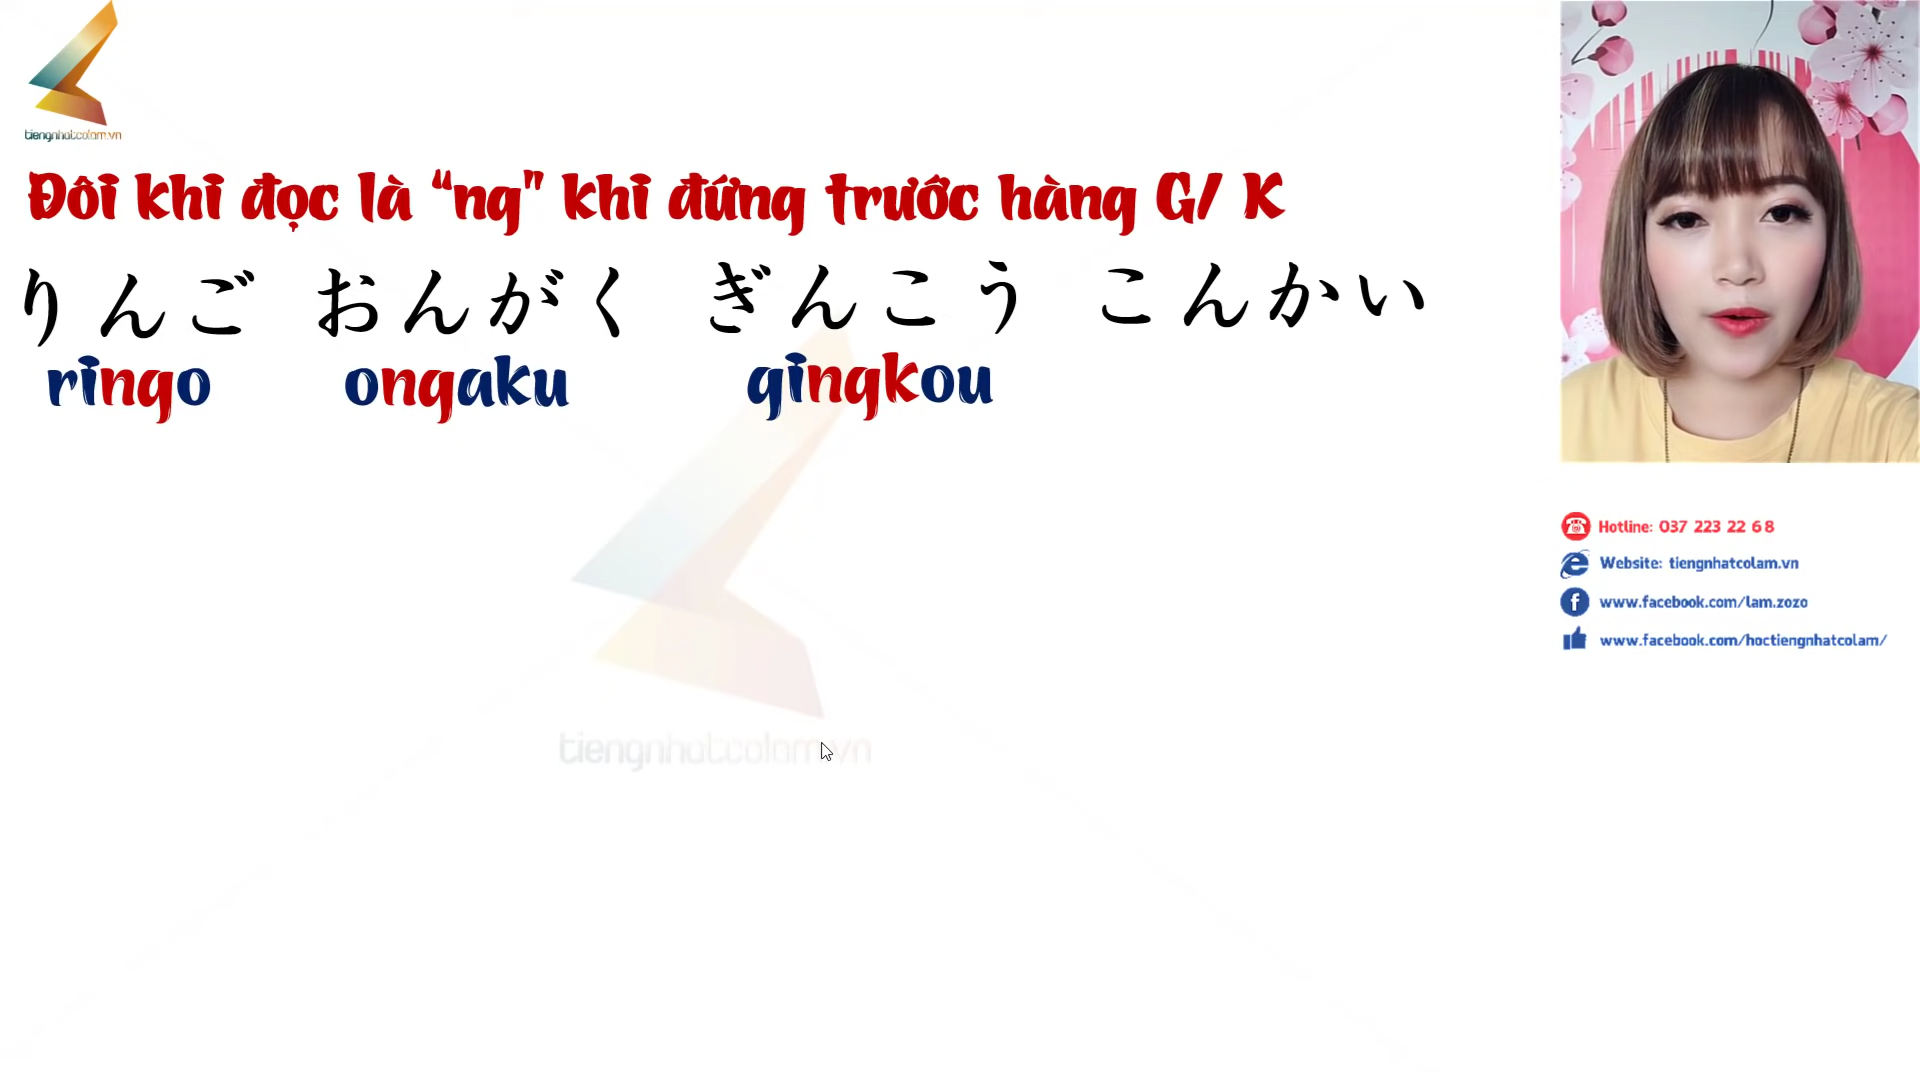 tiengnhatcolam.vn
Đôi khi đọc là “ng” khi đứng trước hàng G/ K
りんご おんがく ぎんこう こんかい
ringo ongaku gingkou
tiengnhatcolam.vn
Hotline: 037 223 22 68
Website: tiengnhatcolam.vn
www.facebook.com/lam.zozo
www.facebook.com/hoctiengnhatcolam/